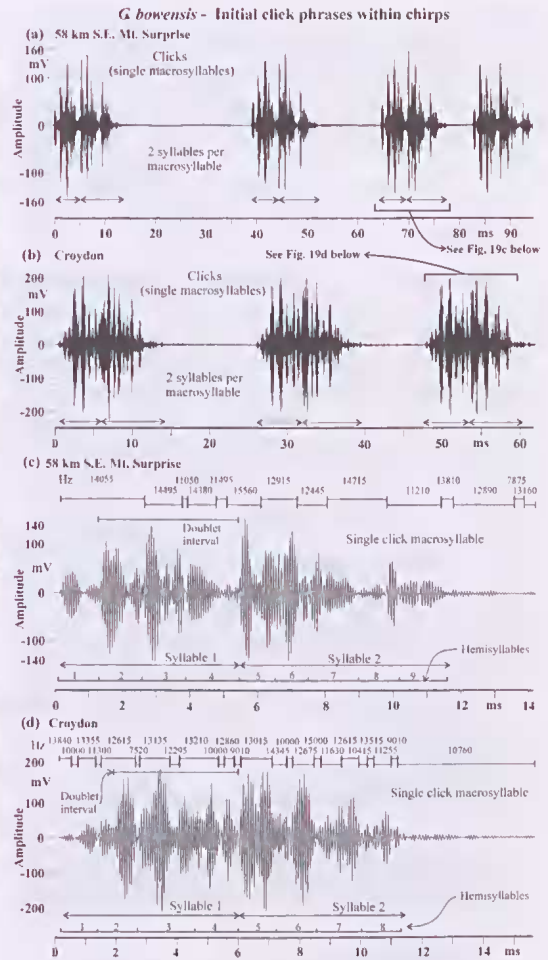 G. bowensis - Initial click phrases within chirps
(a) 58 km S.E. Mt. Surprise
160
mV
100
0
-100
-160
Amplitude
Clicks
(single macrosyllables)
2 syllables per
macrosyllable
0 20 40 60 70 ms 90
See Fig. 19c below
(b) Croydon
See Fig. 19d below
200
mV
100
0
-100
-200
Amplitude
Clicks
(single macrosyllables)
2 syllables per
macrosyllable
0 10 20 30 40 50 ms 60
(c) 58 km S.E. Mt. Surprise
Hz
14055 11050 11495 12915 14715 13810 7875
14495 14180 15560 12445 11210 12890 13160
140
100
mV
0
-100
-140
Amplitude
Doublet
interval
Single click macrosyllable
Syllable 1 Syllable 2
Hemisyllables
1 2 3 4 5 6 7 8 9
0 2 4 6 8 10 12 ms 14
(d) Croydon
Hz
13840 13355 12615 13135 15210 12860 13015 10000 15000 12615 13515 9010
10000 11300 7520 12295 10000 9010 14345 12675 11630 10415 11255 10760
200
mV
100
0
-100
-200
Amplitude
Doublet
interval
Single click macrosyllable
Syllable 1 Syllable 2
Hemisyllables
1 2 3 4 5 6 7 8
0 2 4 6 8 10 12 ms